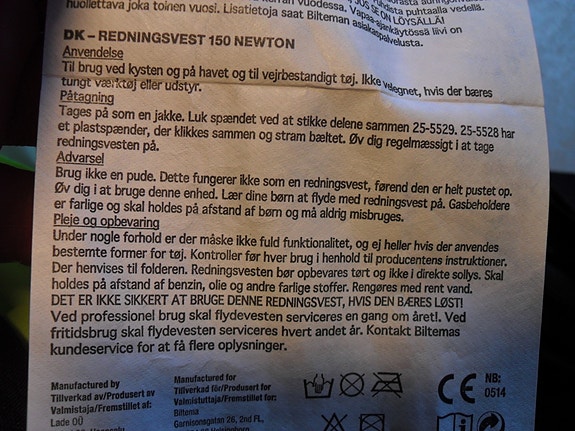 huollettava joka toinen vuosi. Lisätietoja saat Bilteman asiakaspalvelusta.
DK – REDNINGSVEST 150 NEWTON
Anvendelse
Til brug ved kysten og på havet og til vejrbestandigt tøj. Ikke velegnet, hvis der bæres
tungt værktøj eller udstyr.
Påtagning
Tages på som en jakke. Luk spændet ved at stikke delene sammen 25-5529. 25-5528 har
et plastspænder, der klikkes sammen og stram bæltet. Øv dig regelmæssigt i at tage
redningsvesten på.
Advarsel
Brug ikke en pude. Dette fungerer ikke som en redningsvest, førend den er helt pustet op.
Øv dig i at bruge denne enhed. Lær dine børn at flyde med redningsvest på. Gasbeholdere
er farlige og skal holdes på afstand af børn og må aldrig misbruges.
Pleje og opbevaring
Under nogle forhold er der måske ikke fuld funktionalitet, og ej heller hvis der anvendes
bestemte former for tøj. Kontroller før hver brug i henhold til producentens instruktioner.
Der henvises til folderen. Redningsvesten bør opbevares tørt og ikke i direkte sollys. Skal
holdes på afstand af benzin, olie og andre farlige stoffer. Rengøres med rent vand.
DET ER IKKE SIKKERT AT BRUGE DENNE REDNINGSVEST, HVIS DEN BÆRES LØST!
Ved professionel brug skal flydevesten serviceres en gang om året!. Ved
fritidsbrug skal flydevesten serviceres hvert andet år. Kontakt Biltemas
kundeservice for at få flere oplysninger.
Manufactured by
Tillverkad av/Produsert av
Valmistaja/Fremstillet af:
Lade OÜ
Manufactured for
Tillverkad för/Produsert for
Valmistuttaja/Fremstillet for:
Biltema
Garnisonsgatan 26, 2nd FL,
CE NB:
0514